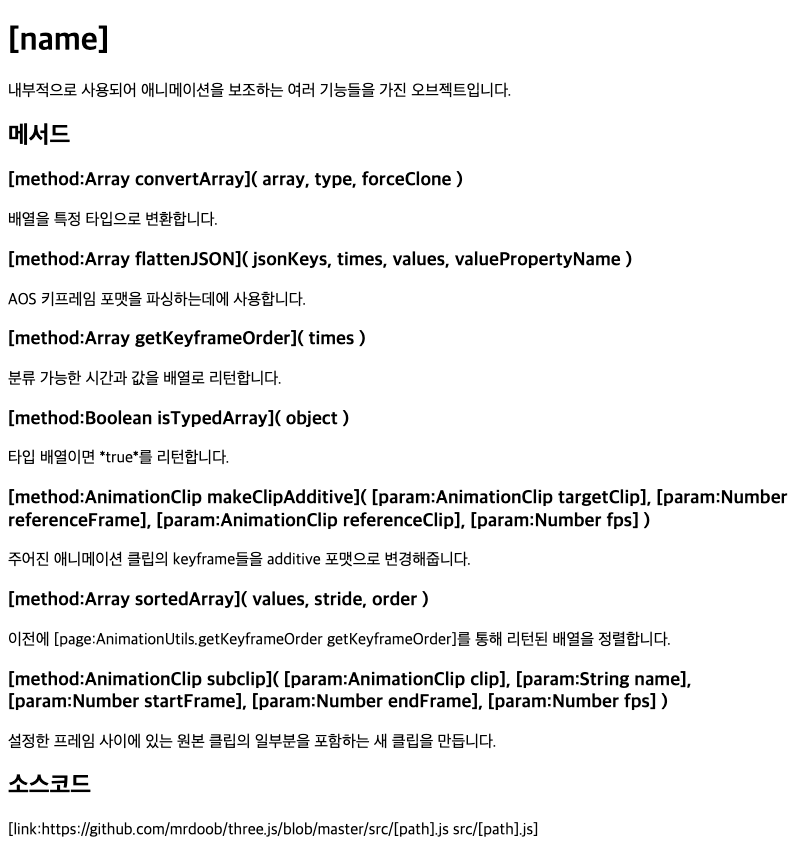 [name]
내부적으로 사용되어 애니메이션을 보조하는 여러 기능들을 가진 오브젝트입니다.
메서드
[method:Array convertArray]( array, type, forceClone )
배열을 특정 타입으로 변환합니다.
[method:Array flattenJSON]( jsonKeys, times, values, valuePropertyName )
AOS 키프레임 포맷을 파싱하는데에 사용합니다.
[method:Array getKeyframeOrder]( times )
분류 가능한 시간과 값을 배열로 리턴합니다.
[method:Boolean isTypedArray]( object )
타입 배열이면 *true*를 리턴합니다.
[method:AnimationClip makeClipAdditive]( [param:AnimationClip targetClip], [param:Number
referenceFrame], [param:AnimationClip referenceClip], [param:Number fps] )
주어진 애니메이션 클립의 keyframe들을 additive 포맷으로 변경해줍니다.
[method:Array sortedArray]( values, stride, order )
이전에 [page:AnimationUtils.getKeyframeOrder getKeyframeOrder]를 통해 리턴된 배열을 정렬합니다.
[method:AnimationClip subclip]( [param:AnimationClip clip], [param:String name],
[param:Number startFrame], [param:Number endFrame], [param:Number fps] )
설정한 프레임 사이에 있는 원본 클립의 일부분을 포함하는 새 클립을 만듭니다.
소스코드
[link:https://github.com/mrdoob/three.js/blob/master/src/[path].js src/[path].js]